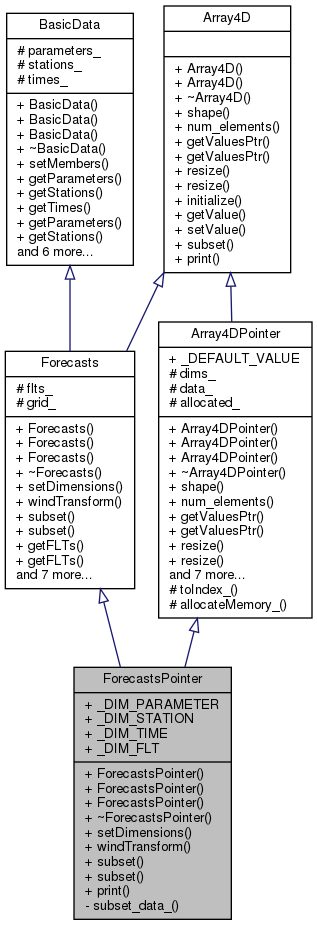 BasicData
# parameters_
# stations_
# times_
+ BasicData()
+ BasicData()
+ BasicData()
+ ~BasicData()
+ setMembers()
+ getParameters()
+ getStations()
+ getTimes()
+ getParameters()
+ getStations()
and 6 more...
Array4D
+ Array4D()
+ Array4D()
+ ~Array4D()
+ shape()
+ num_elements()
+ getValuesPtr()
+ getValuesPtr()
+ resize()
+ resize()
+ initialize()
+ getValue()
+ setValue()
+ subset()
+ print()
Forecasts
# flts_
# grid_
+ Forecasts()
+ Forecasts()
+ Forecasts()
+ ~Forecasts()
+ setDimensions()
+ windTransform()
+ subset()
+ subset()
+ getFLTs()
+ getFLTs()
and 7 more...
Array4DPointer
+ _DEFAULT_VALUE
# dims_
# data_
# allocated_
+ Array4DPointer()
+ Array4DPointer()
+ Array4DPointer()
+ ~Array4DPointer()
+ shape()
+ num_elements()
+ getValuesPtr()
+ getValuesPtr()
+ resize()
+ resize()
and 7 more...
# toIndex_()
# allocateMemory_()
ForecastsPointer
+ _DIM_PARAMETER
+ _DIM_STATION
+ _DIM_TIME
+ _DIM_FLT
+ ForecastsPointer()
+ ForecastsPointer()
+ ForecastsPointer()
+ ~ForecastsPointer()
+ setDimensions()
+ windTransform()
+ subset()
+ subset()
+ print()
- subset_data_()